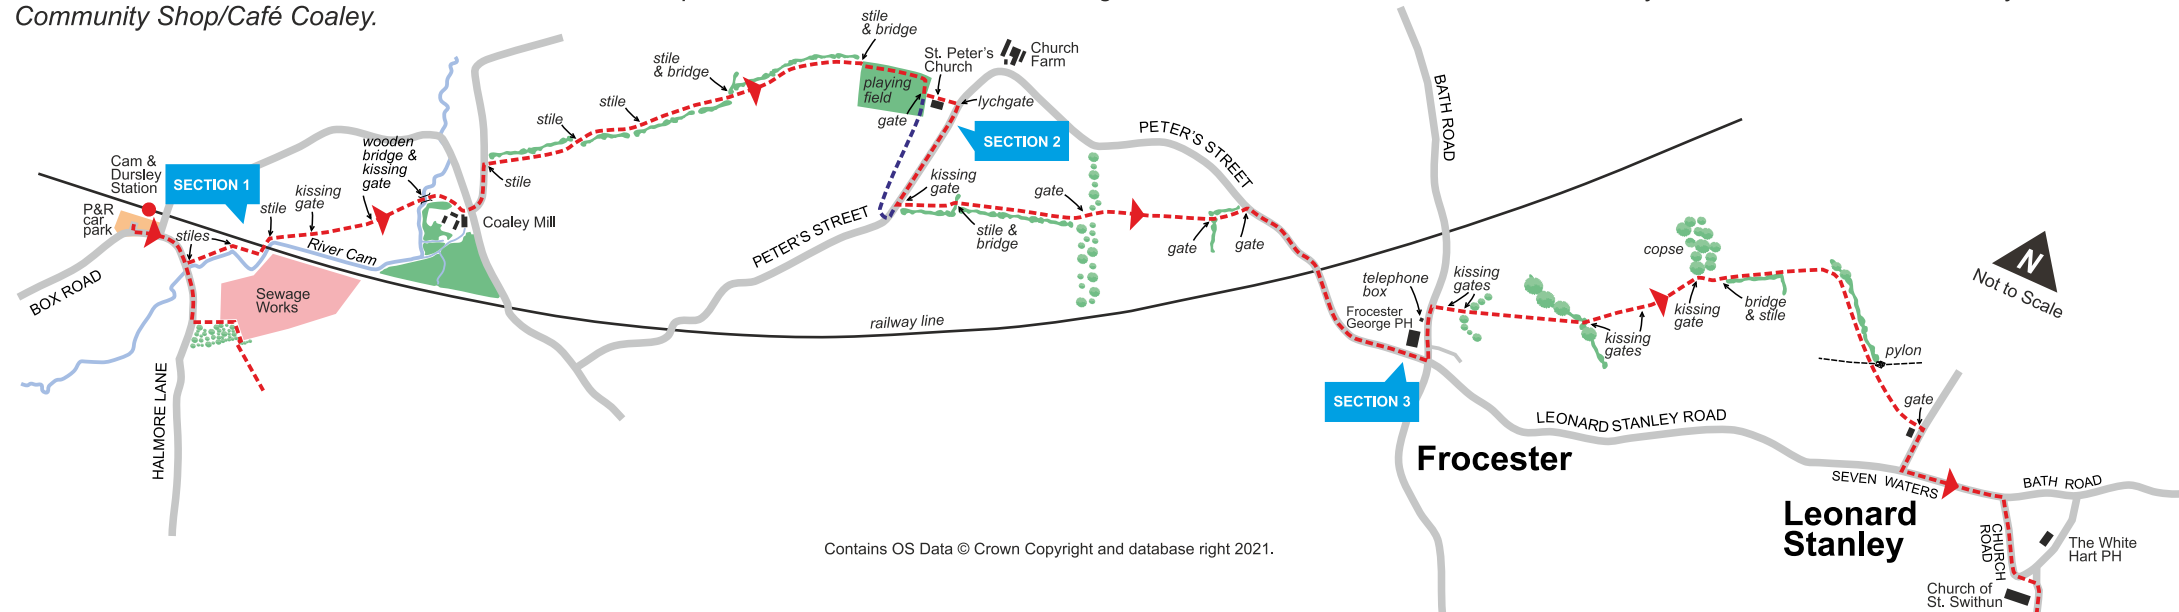 Community Shop/Café Coaley.
stile
& bridge
St. Peter's
Church
Church
Farm
stile
& bridge
playing
field
lychgate
gate
stile
stile
SECTION 2
PETER'S STREET
BATH ROAD
wooden
bridge &
kissing
gate
Cam &
Dursley
Station
SECTION 1
kissing
gate
stile
stile
P&R
car
park
stiles
River Cam
Coaley Mill
BOX ROAD
Sewage
Works
HALMORE LANE
kissing
gate
PETER'S STREET
stile &
bridge
gate
gate
gate
railway line
telephone
box
kissing
gates
Frocester
George PH
SECTION 3
copse
kissing
gates
kissing
gate
bridge
& stile
N
Not to Scale
pylon
gate
LEONARD STANLEY ROAD
Frocester
SEVEN WATERS
BATH ROAD
Leonard
Stanley
CHURCH
ROAD
The White
Hart PH
Church of
St. Swithun
Contains OS Data © Crown Copyright and database right 2021.